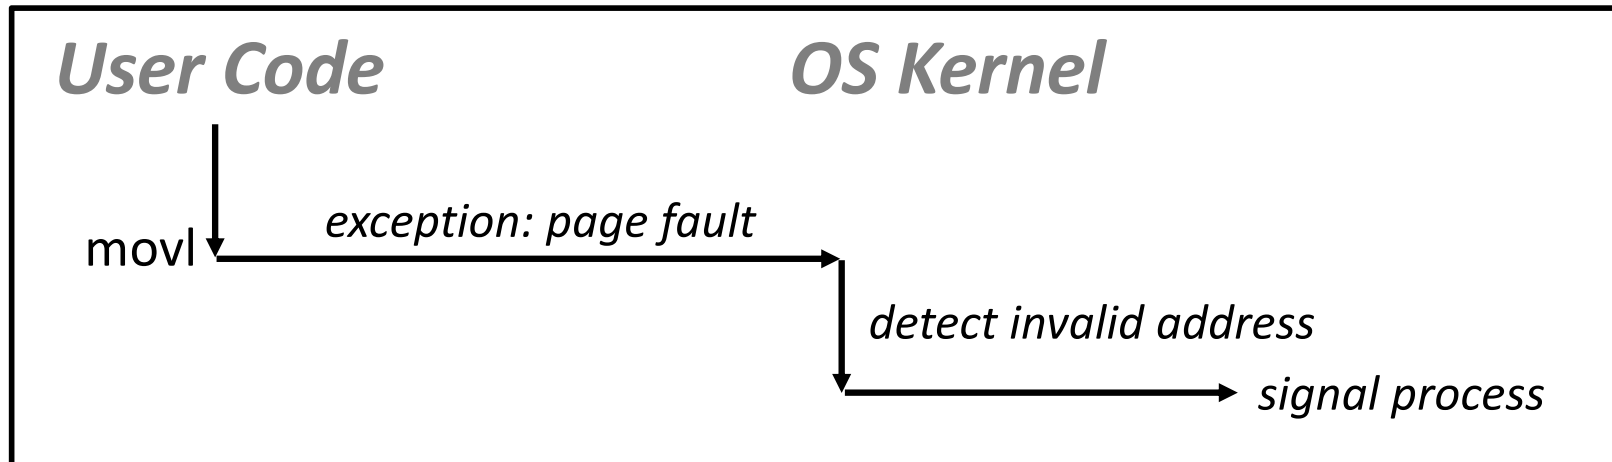 User Code
OS Kernel
exception: page fault
movl
detect invalid address
signal process